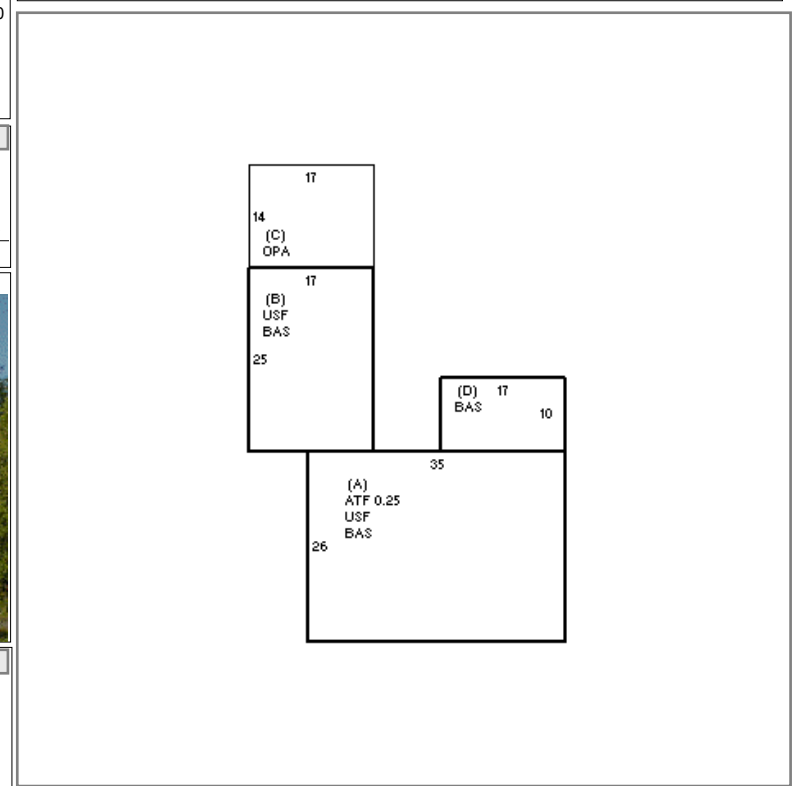 17
14
(C)
OPA
17
(B)
USF
BAS
25
(D) 17
BAS
10
35
(A)
ATF 0.25
USF
BAS
26